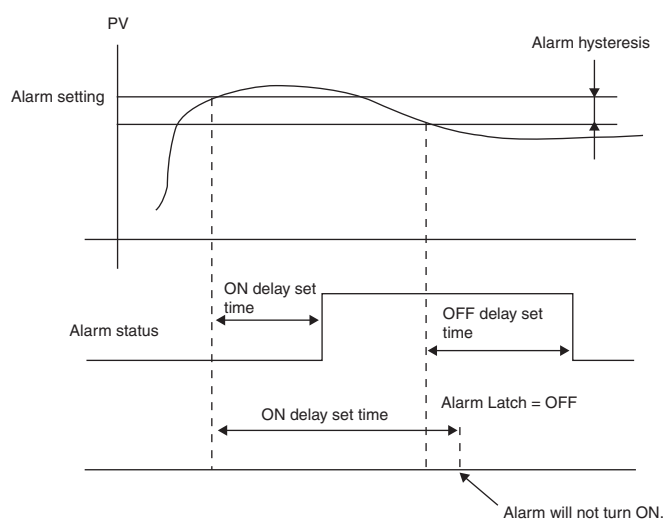 PV
Alarm hysteresis
Alarm setting
ON delay set
time
OFF delay set
time
Alarm status
Alarm Latch = OFF
ON delay set time
Alarm will not turn ON.